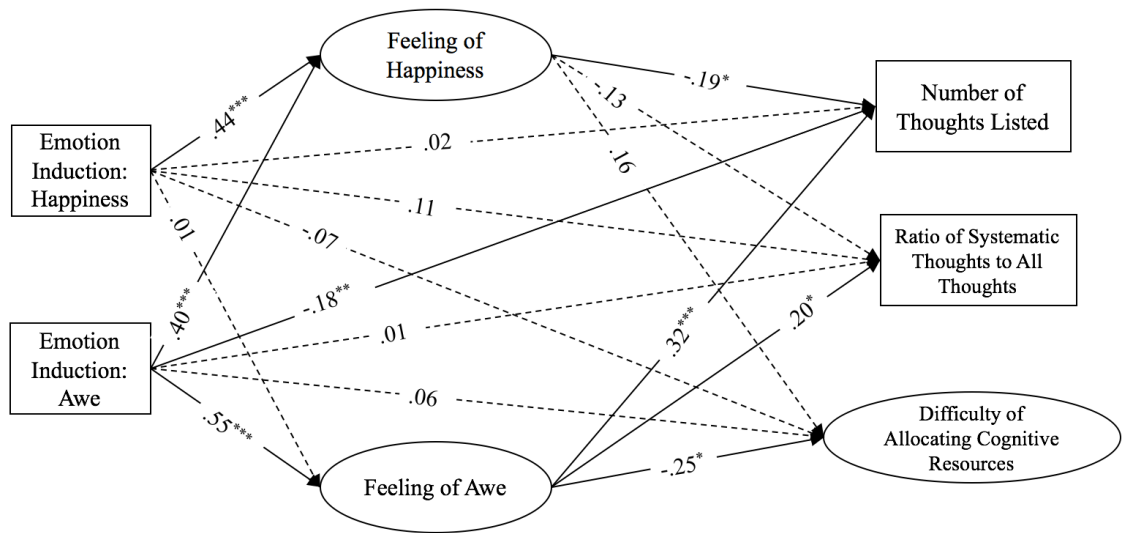 Feeling of
Happiness
-.19*
-.13
Number of
Thoughts Listed
.44***
Emotion
Induction:
Happiness
.02
.16
.11
.01
-.07
Ratio of Systematic
Thoughts to All
Thoughts
-.18**
.40***
.01
.32***
.20*
Emotion
Induction:
Awe
.06
.55***
Difficulty of
Allocating Cognitive
Resources
Feeling of Awe
-.25*